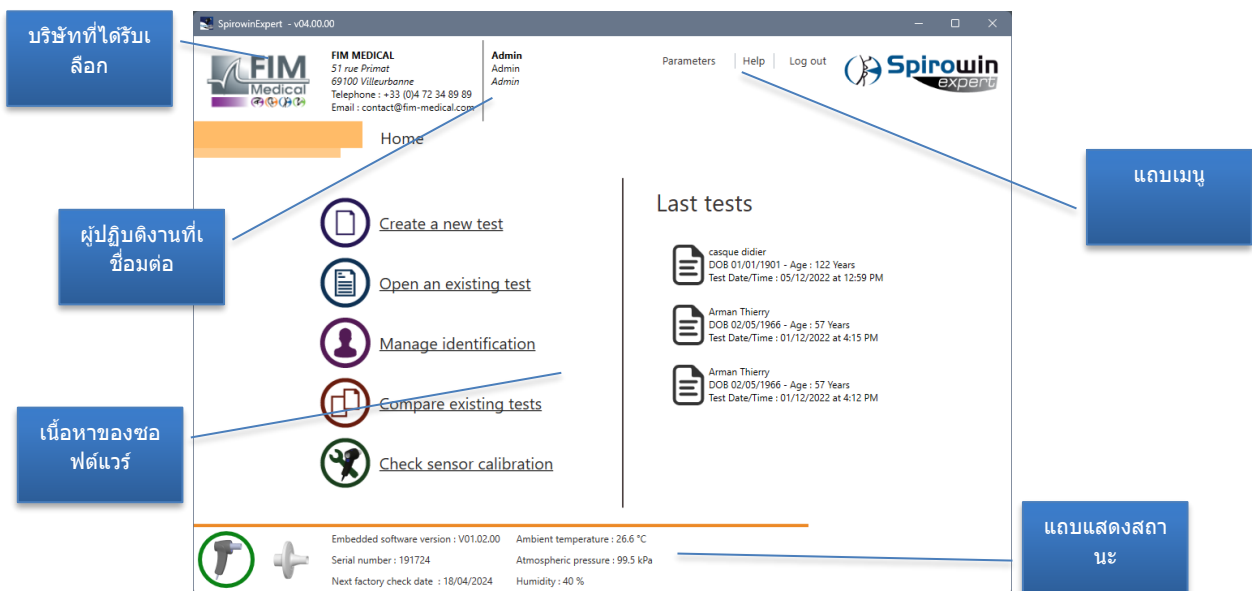 บริษัทที่ได้รับเ
ลือก
SpirowinExpert - v04.00.00
FIM
Medical
FIM MEDICAL
51 rue Primat
69100 Villeurbanne
Telephone : +33 (0)4 72 34 89 89
Email : contact@fim-medical.com
Admin
Admin
Admin
Parameters
Help
Log out
Spirowin
expert
Home
แถบเมนู
ผู้ปฏิบติงานที่เ
ชื่อมต่อ
Create a new test
Open an existing test
Manage identification
Compare existing tests
Check sensor calibration
Last tests
casque didier
DOB 01/01/1901 - Age : 122 Years
Test Date/Time : 05/12/2022 at 12:59 PM
Arman Thierry
DOB 02/05/1966 - Age : 57 Years
Test Date/Time : 01/12/2022 at 4:15 PM
Arman Thierry
DOB 02/05/1966 - Age : 57 Years
Test Date/Time : 01/12/2022 at 4:12 PM
เนื้อหาของซอ
ฟต์แวร์
แถบแสดงสถา
นะ
Embedded software version : V01.02.00
Serial number : 191724
Next factory check date : 18/04/2024
Ambient temperature : 26.6 °C
Atmospheric pressure : 99.5 kPa
Humidity : 40 %